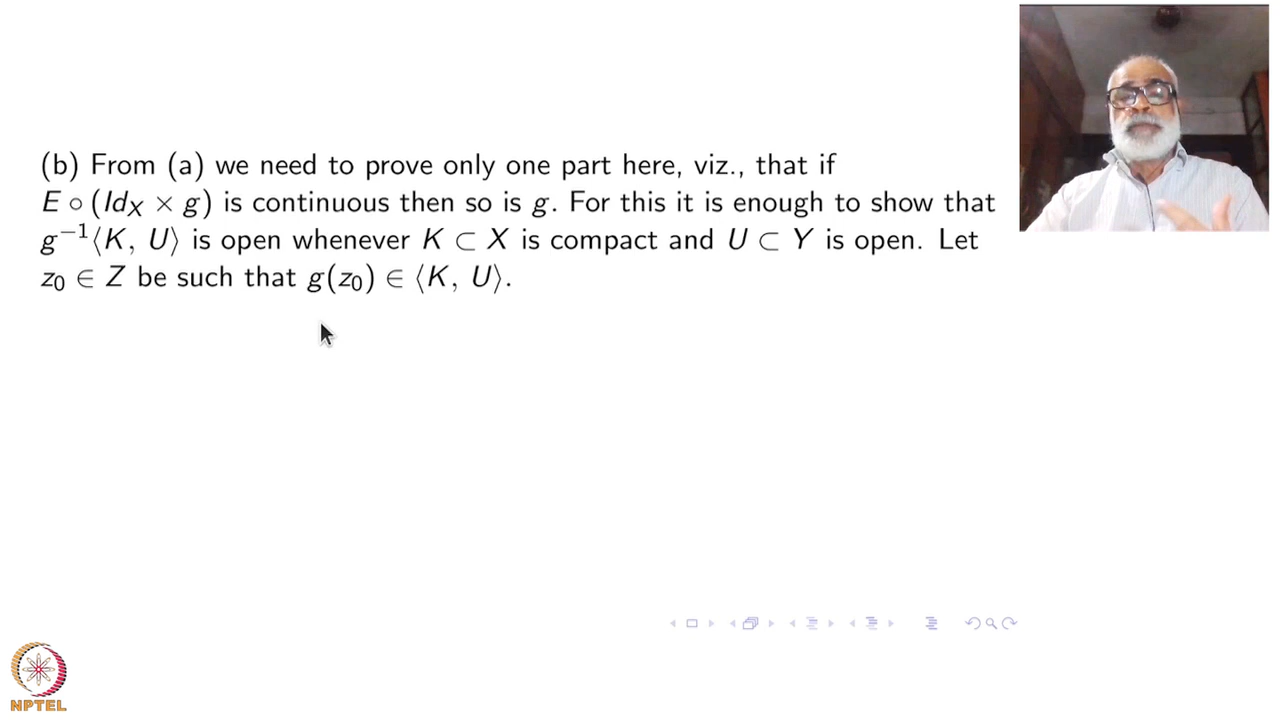 (b) From (a) we need to prove only one part here, viz., that if
E ∘ (Id_X × g) is continuous then so is g. For this it is enough to show that
g⁻¹⟨K, U⟩ is open whenever K ⊂ X is compact and U ⊂ Y is open. Let
z₀ ∈ Z be such that g(z₀) ∈ ⟨K, U⟩.
NPTEL